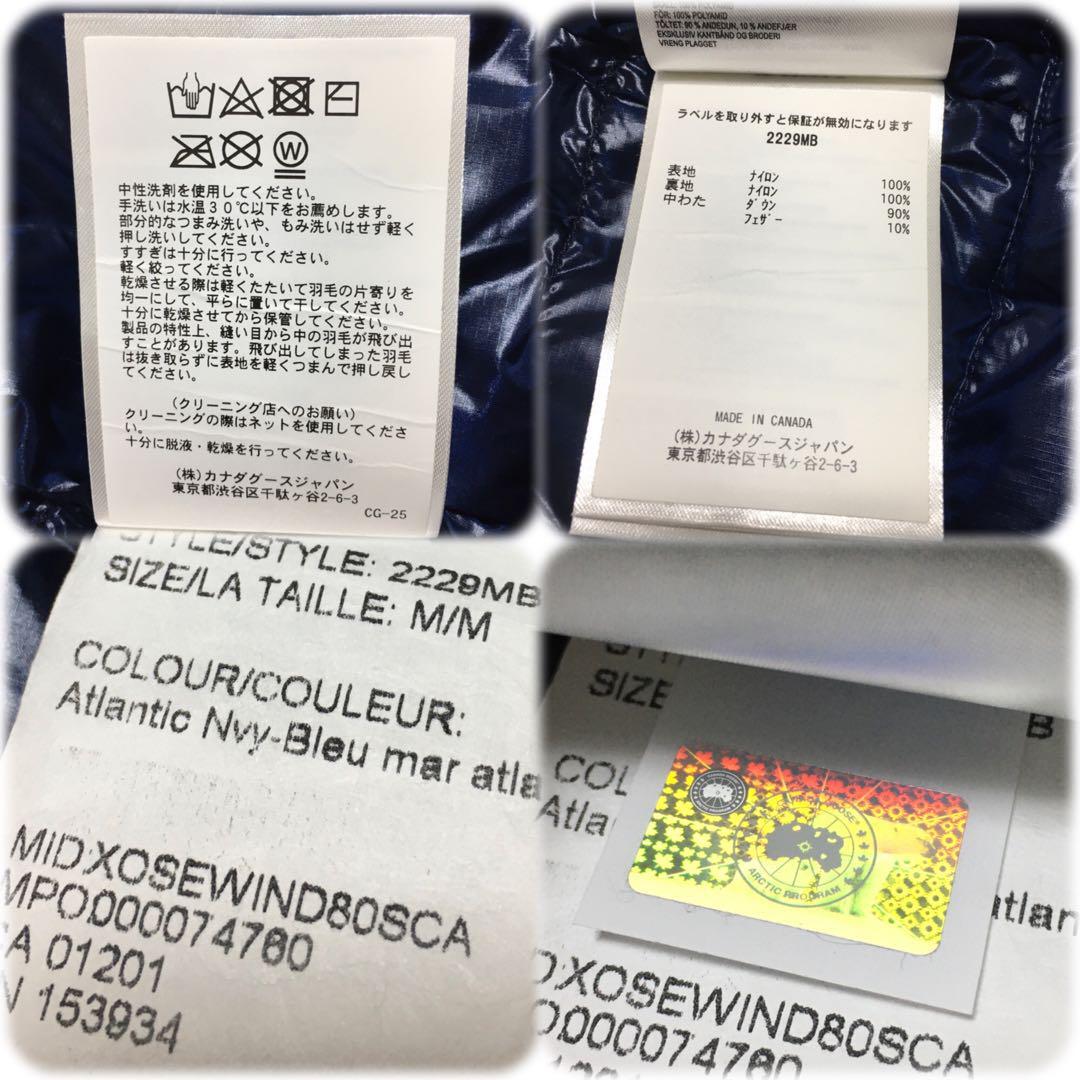 W
中性洗剤を使用してください。
手洗いは水温30℃以下をお薦めします。
部分的なつまみ洗いや、もみ洗いはせず軽く
押し洗いしてください。
すすぎは十分に行ってください。
軽く絞ってください。
乾燥させる際は軽くたたいて羽毛の片寄りを
均一にして、平らに置いて干してください。
十分に乾燥させてから保管してください。
製品の特性上、縫い目から中の羽毛が飛び出
すことがあります。飛び出してしまった羽毛
は抜き取らずに表地を軽くつまんで押し戻し
てください。
(クリーニング店へのお願い)
クリーニングの際はネットを使用してくださ
い。
十分に脱液・乾燥を行ってください。
(株)カナダグースジャパン
東京都渋谷区千駄ヶ谷2-6-3
CG-25
FÔR: 100% POLYAMID
TÖLTET: 90 % ANDEDUN, 10 % ANDEFJÆR
EKSKLUSIV KANTBÅND OG BRODERI
VRENG PLAGGET
ラベルを取り外すと保証が無効になります
2229MB
表地 ナイロン 100%
裏地 ナイロン 100%
中わた ダウン 90%
フェザー 10%
MADE IN CANADA
(株)カナダグースジャパン
東京都渋谷区千駄ヶ谷2-6-3
STYLE/STYLE: 2229MB
SIZE/LA TAILLE: M/M
COLOUR/COULEUR:
Atlantic Nvy-Bleu mar atla
MID:XOSEWIND80SCA
MPO:0000074760
CA 01201
N 153934
SIZE
B
COL
Atla
ARCTIC PROGRAM
atlan
D:XOSEWIND80SCA
O:0000074760